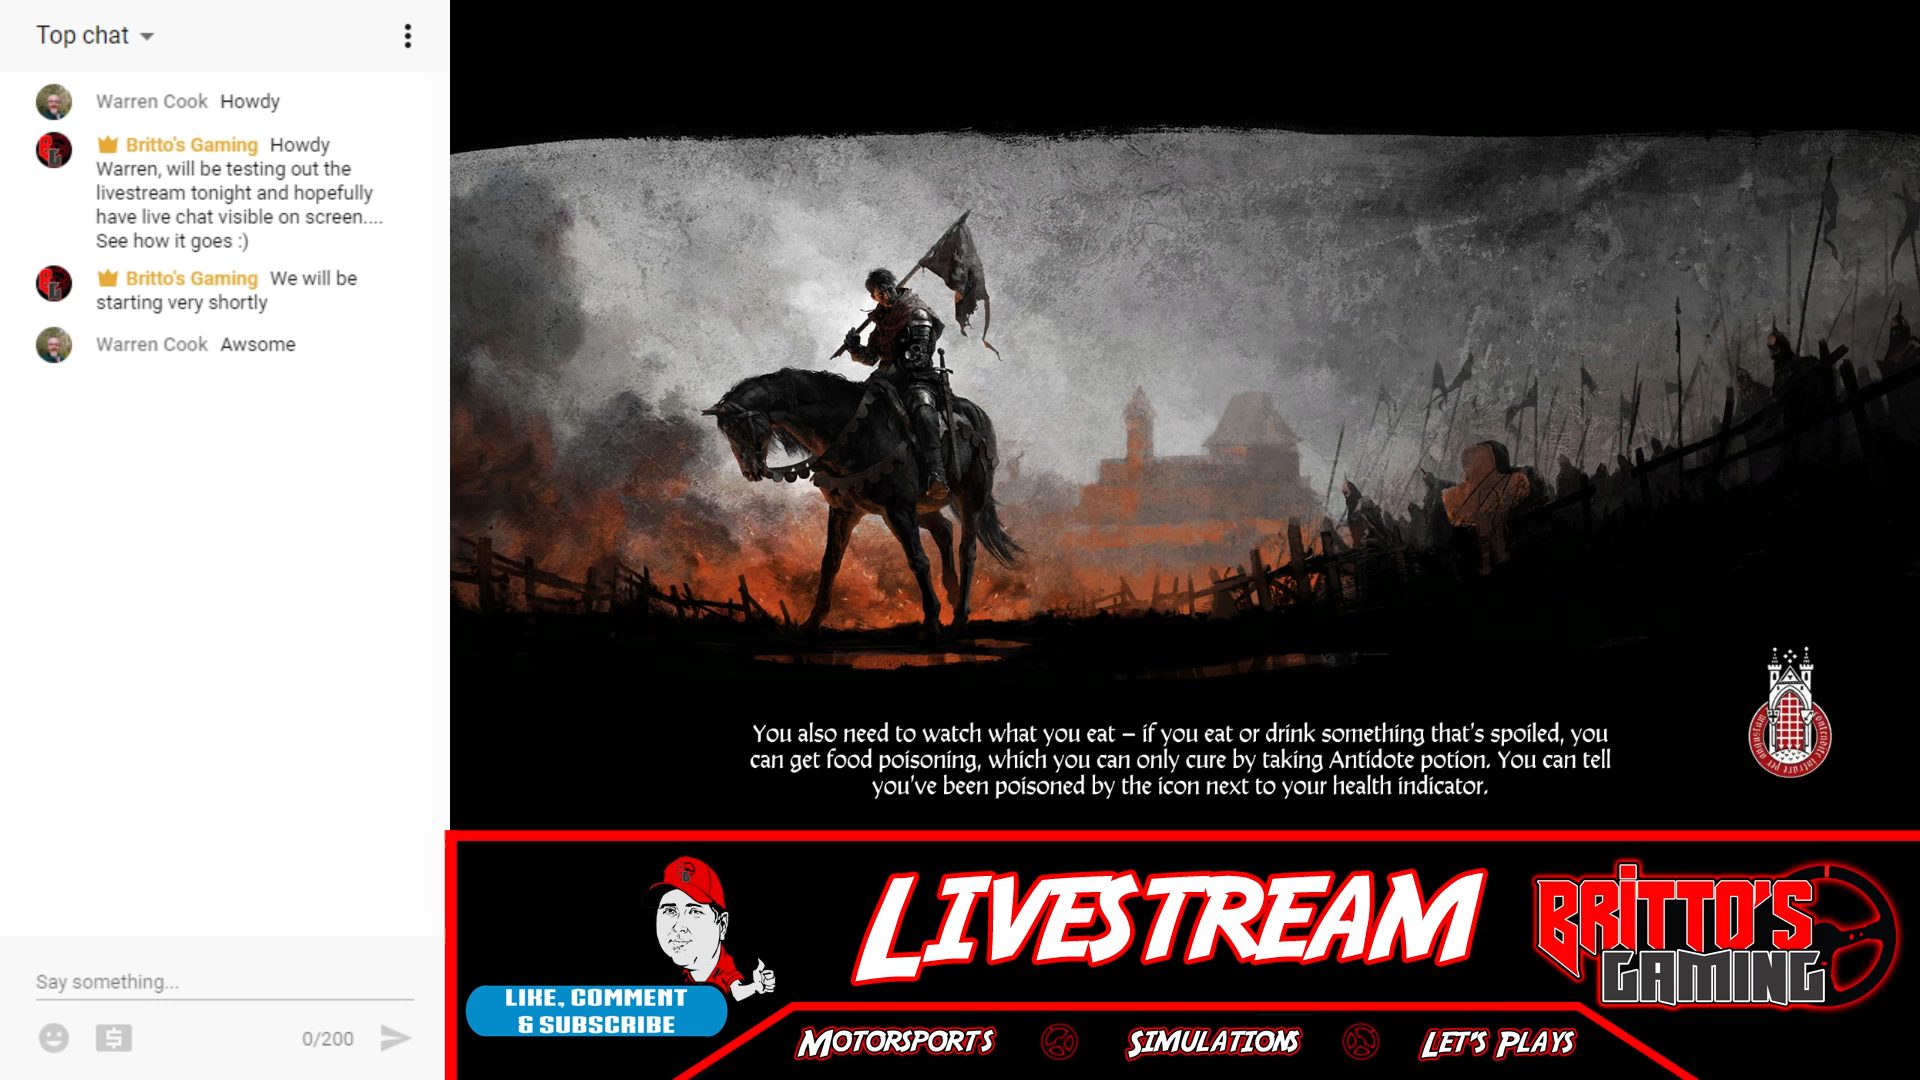 Top chat
Warren Cook Howdy
Britto's Gaming Howdy
Warren, will be testing out the
livestream tonight and hopefully
have live chat visible on screen....
See how it goes :)
Britto's Gaming We will be
starting very shortly
Warren Cook Awsome
Say something...
0/200
You also need to watch what you eat – if you eat or drink something that's spoiled, you
can get food poisoning, which you can only cure by taking Antidote potion. You can tell
you've been poisoned by the icon next to your health indicator.
LIKE, COMMENT
& SUBSCRIBE
LIVESTREAM
BRITTO'S
GAMING
MOTORSPORTS
SIMULATIONS
LET'S PLAYS